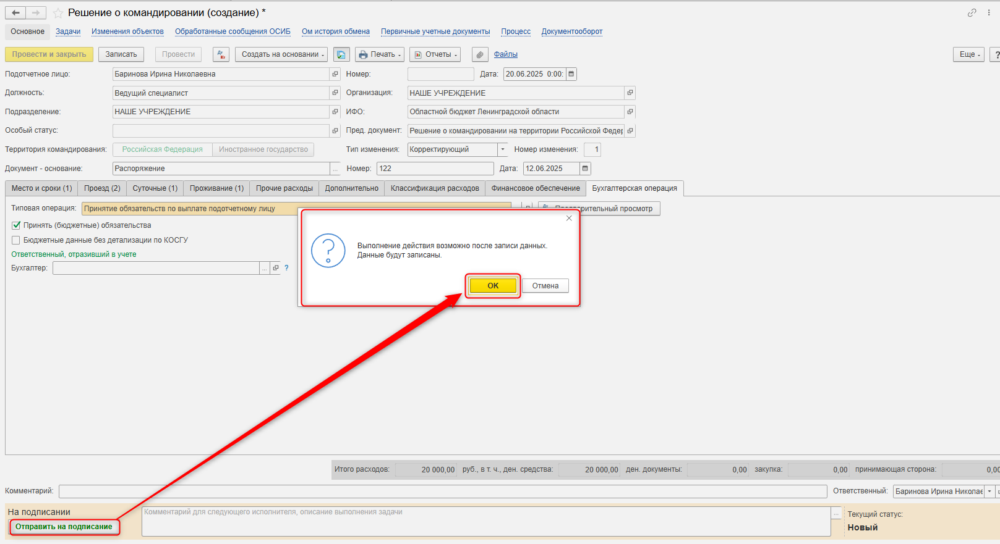 Решение о командировании (создание) *
Основное Задачи Изменения объектов Обработанные сообщения ОСИБ Ом история обмена Первичные учетные документы Процесс Документооборот
Провести и закрыть Записать Провести Дт Кт Создать на основании Печать Отчеты Файлы Еще ?
Подотчетное лицо: Баринова Ирина Николаевна Номер: Дата: 20.06.2025 0:00:
Должность: Ведущий специалист Организация: НАШЕ УЧРЕЖДЕНИЕ
Подразделение: НАШЕ УЧРЕЖДЕНИЕ ИФО: Областной бюджет Ленинградской области
Особый статус: Пред. документ: Решение о командировании на территории Российской Федер
Территория командирования: Российская Федерация Иностранное государство Тип изменения: Корректирующий Номер изменения: 1
Документ - основание: Распоряжение ... Номер: 122 Дата: 12.06.2025
Место и сроки (1) Проезд (2) Суточные (1) Проживание (1) Прочие расходы Дополнительно Классификация расходов Финансовое обеспечение Бухгалтерская операция
Типовая операция: Принятие обязательств по выплате подотчетному лицу рительный просмотр
Принять (бюджетные) обязательства
Бюджетные данные без детализации по КОСГУ
Ответственный, отразивший в учете
Бухгалтер: ... ?
Выполнение действия возможно после записи данных.
Данные будут записаны.
ОК Отмена
Итого расходов: 20 000,00 руб., в т. ч., ден. средства: 20 000,00 ден. документы: 0,00 закупка: 0,00 принимающая сторона: 0,00
Комментарий: Ответственный: Баринова Ирина Николае
На подписании Комментарий для следующего исполнителя, описание выполнения задачи ... Текущий статус:
Отправить на подписание Новый